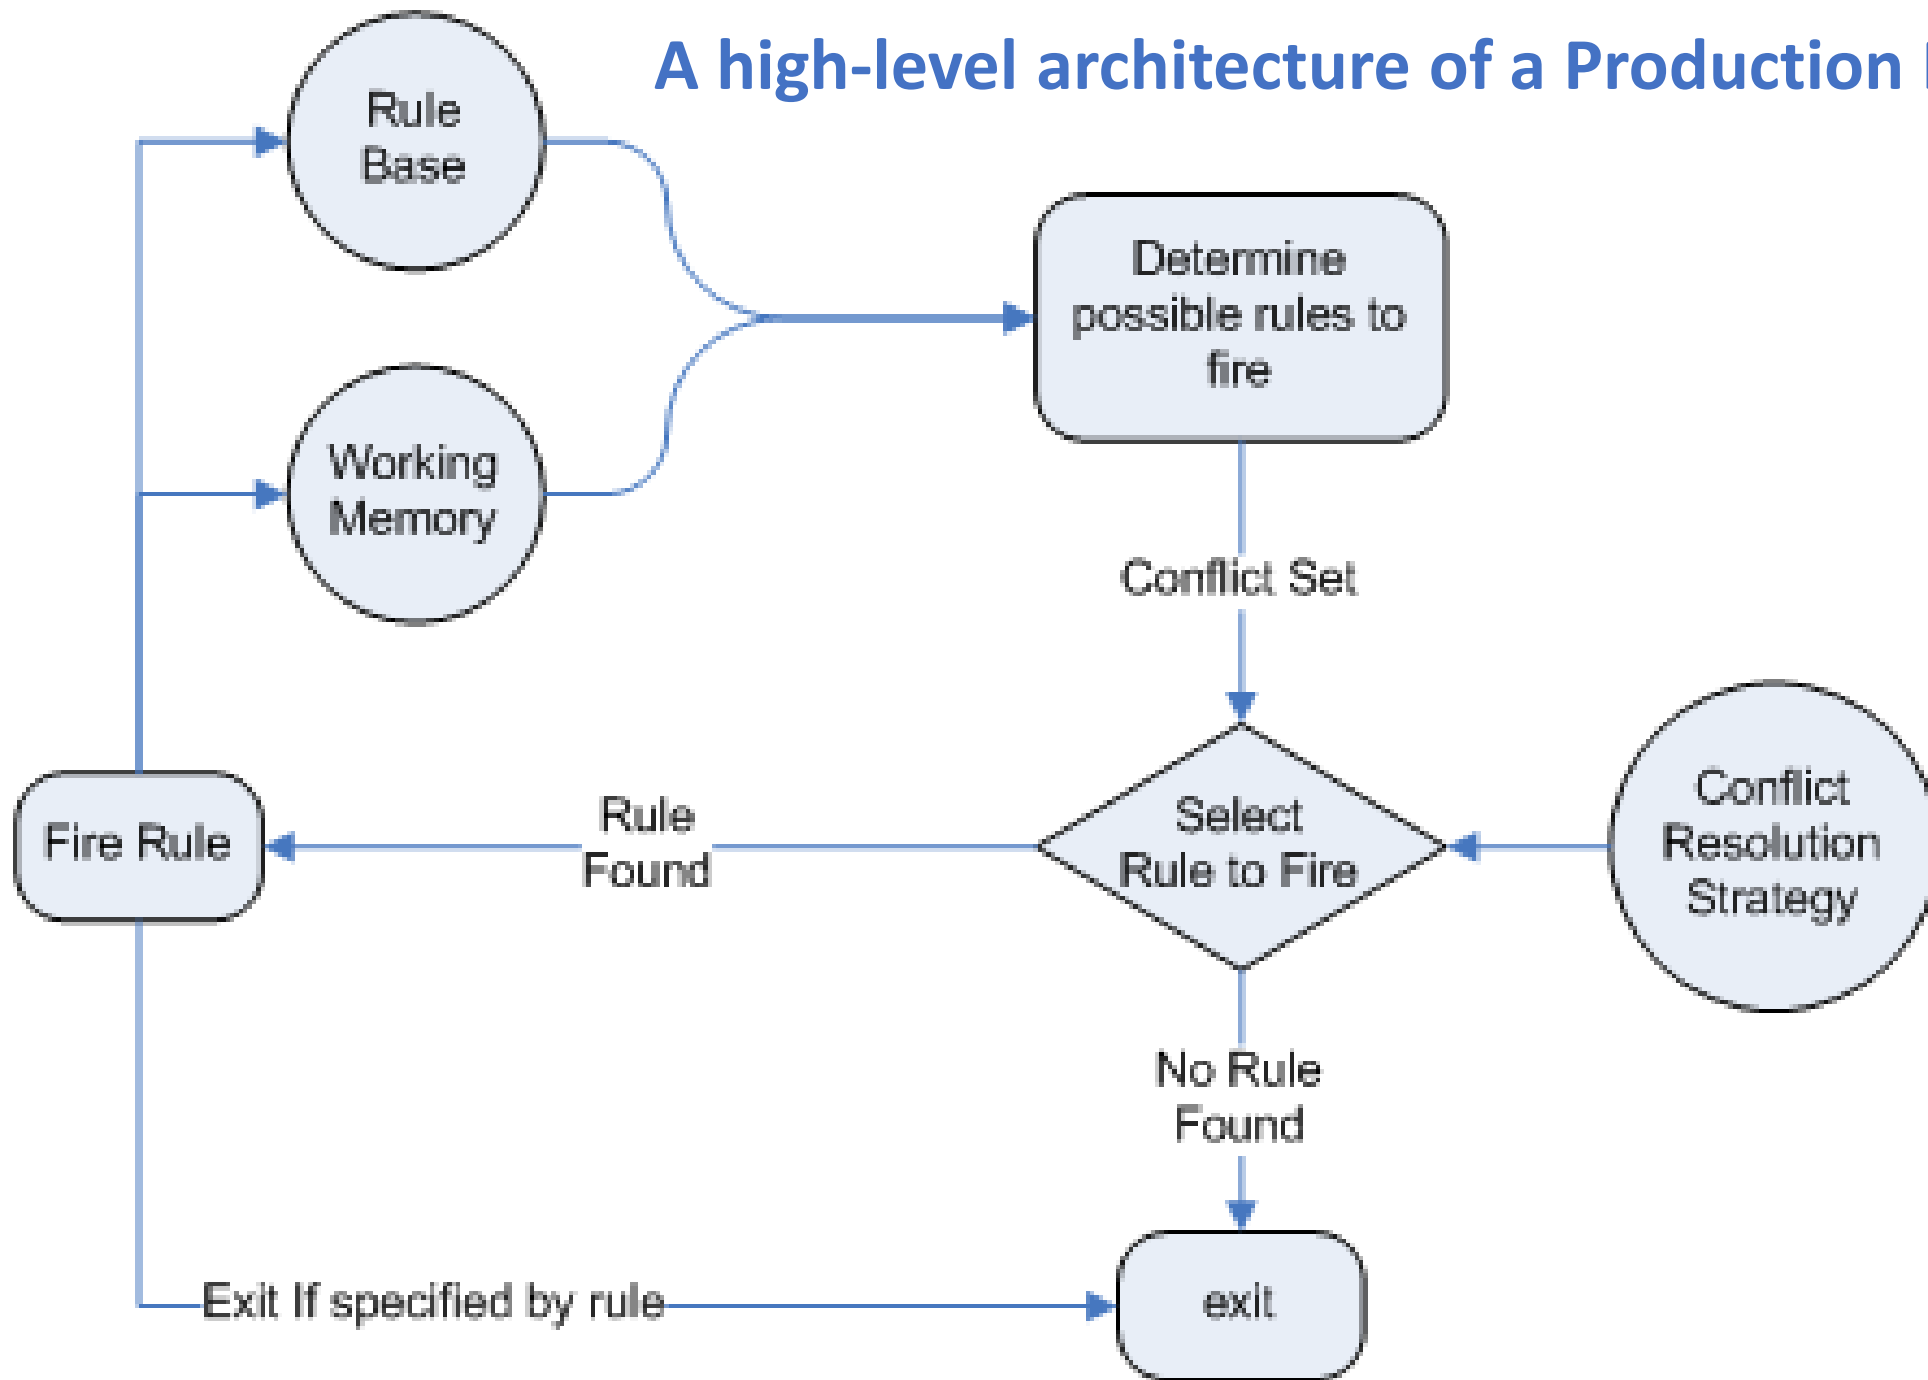 A high-level architecture of a Production
Rule
Base
Determine
possible rules to
fire
Working
Memory
Conflict Set
Conflict
Resolution
Strategy
Select
Rule to Fire
Rule
Found
Fire Rule
No Rule
Found
Exit If specified by rule
exit